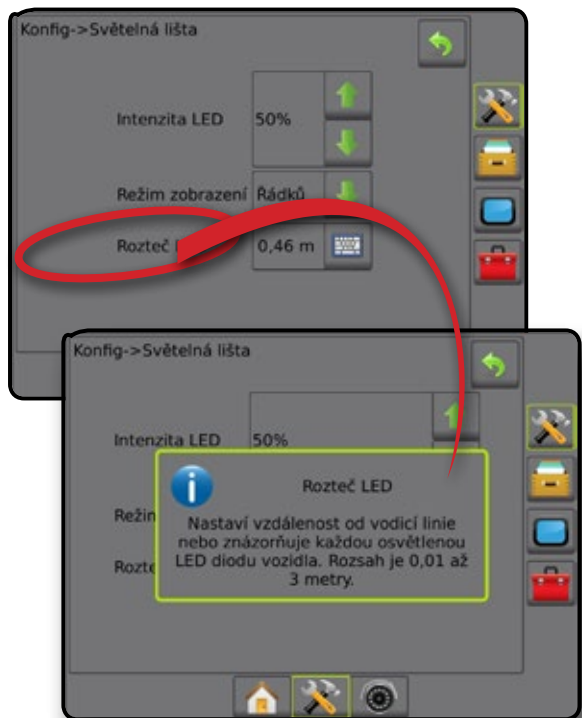 Konfig->Světelná lišta
Intenzita LED 50%
Režim zobrazení Řádků
Rozteč 0,46 m
Konfig->Světelná lišta
Intenzita LED 50%
Rozteč LED
Nastaví vzdálenost od vodicí linie
nebo znázorňuje každou osvětlenou
LED diodu vozidla. Rozsah je 0,01 až
3 metry.